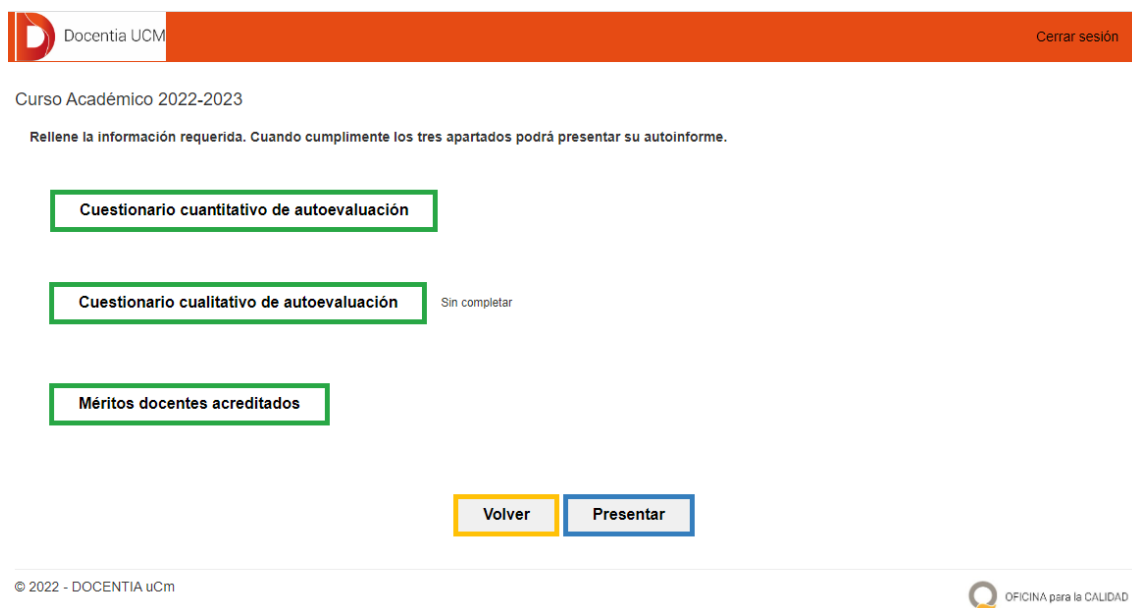 Docentia UCM
Cerrar sesión
Curso Académico 2022-2023
Rellene la información requerida. Cuando cumplimente los tres apartados podrá presentar su autoinforme.
Cuestionario cuantitativo de autoevaluación
Cuestionario cualitativo de autoevaluación Sin completar
Méritos docentes acreditados
Volver Presentar
© 2022 - DOCENTIA uCm
OFICINA para la CALIDAD